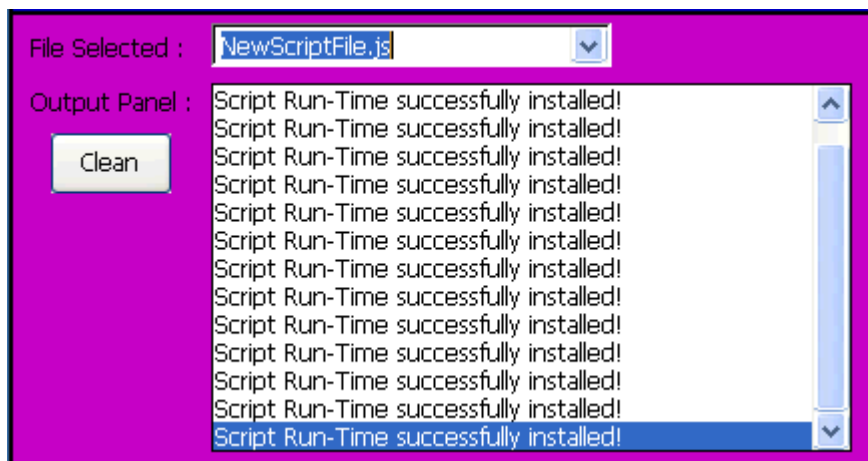 File Selected :
NewScriptFile.js
Output Panel :
Clean
Script Run-Time successfully installed!
Script Run-Time successfully installed!
Script Run-Time successfully installed!
Script Run-Time successfully installed!
Script Run-Time successfully installed!
Script Run-Time successfully installed!
Script Run-Time successfully installed!
Script Run-Time successfully installed!
Script Run-Time successfully installed!
Script Run-Time successfully installed!
Script Run-Time successfully installed!
Script Run-Time successfully installed!
Script Run-Time successfully installed!